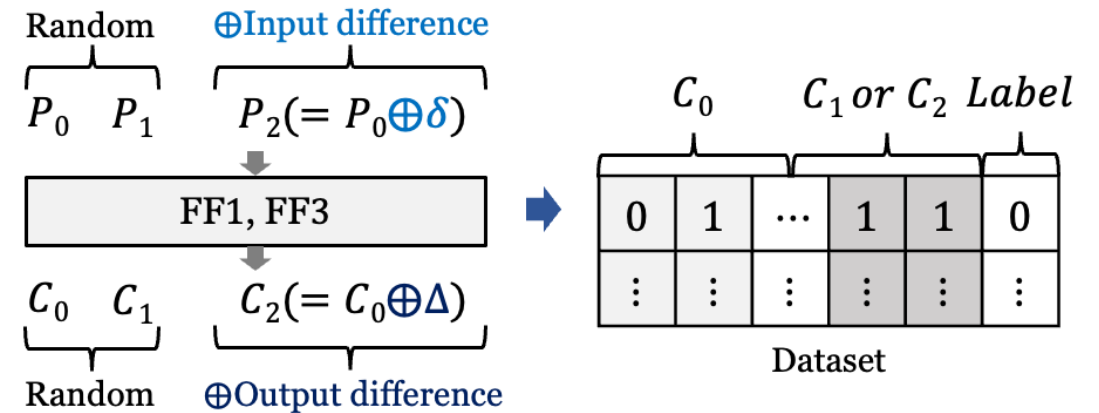 Random ⊕Input difference
P₀ P₁ P₂(= P₀⊕δ)
FF1, FF3
C₀ C₁ C₂(= C₀⊕Δ)
Random ⊕Output difference
C₀ C₁ or C₂ Label
0 1 ⋯ 1 1 0
⋮ ⋮ ⋮ ⋮ ⋮ ⋮
Dataset